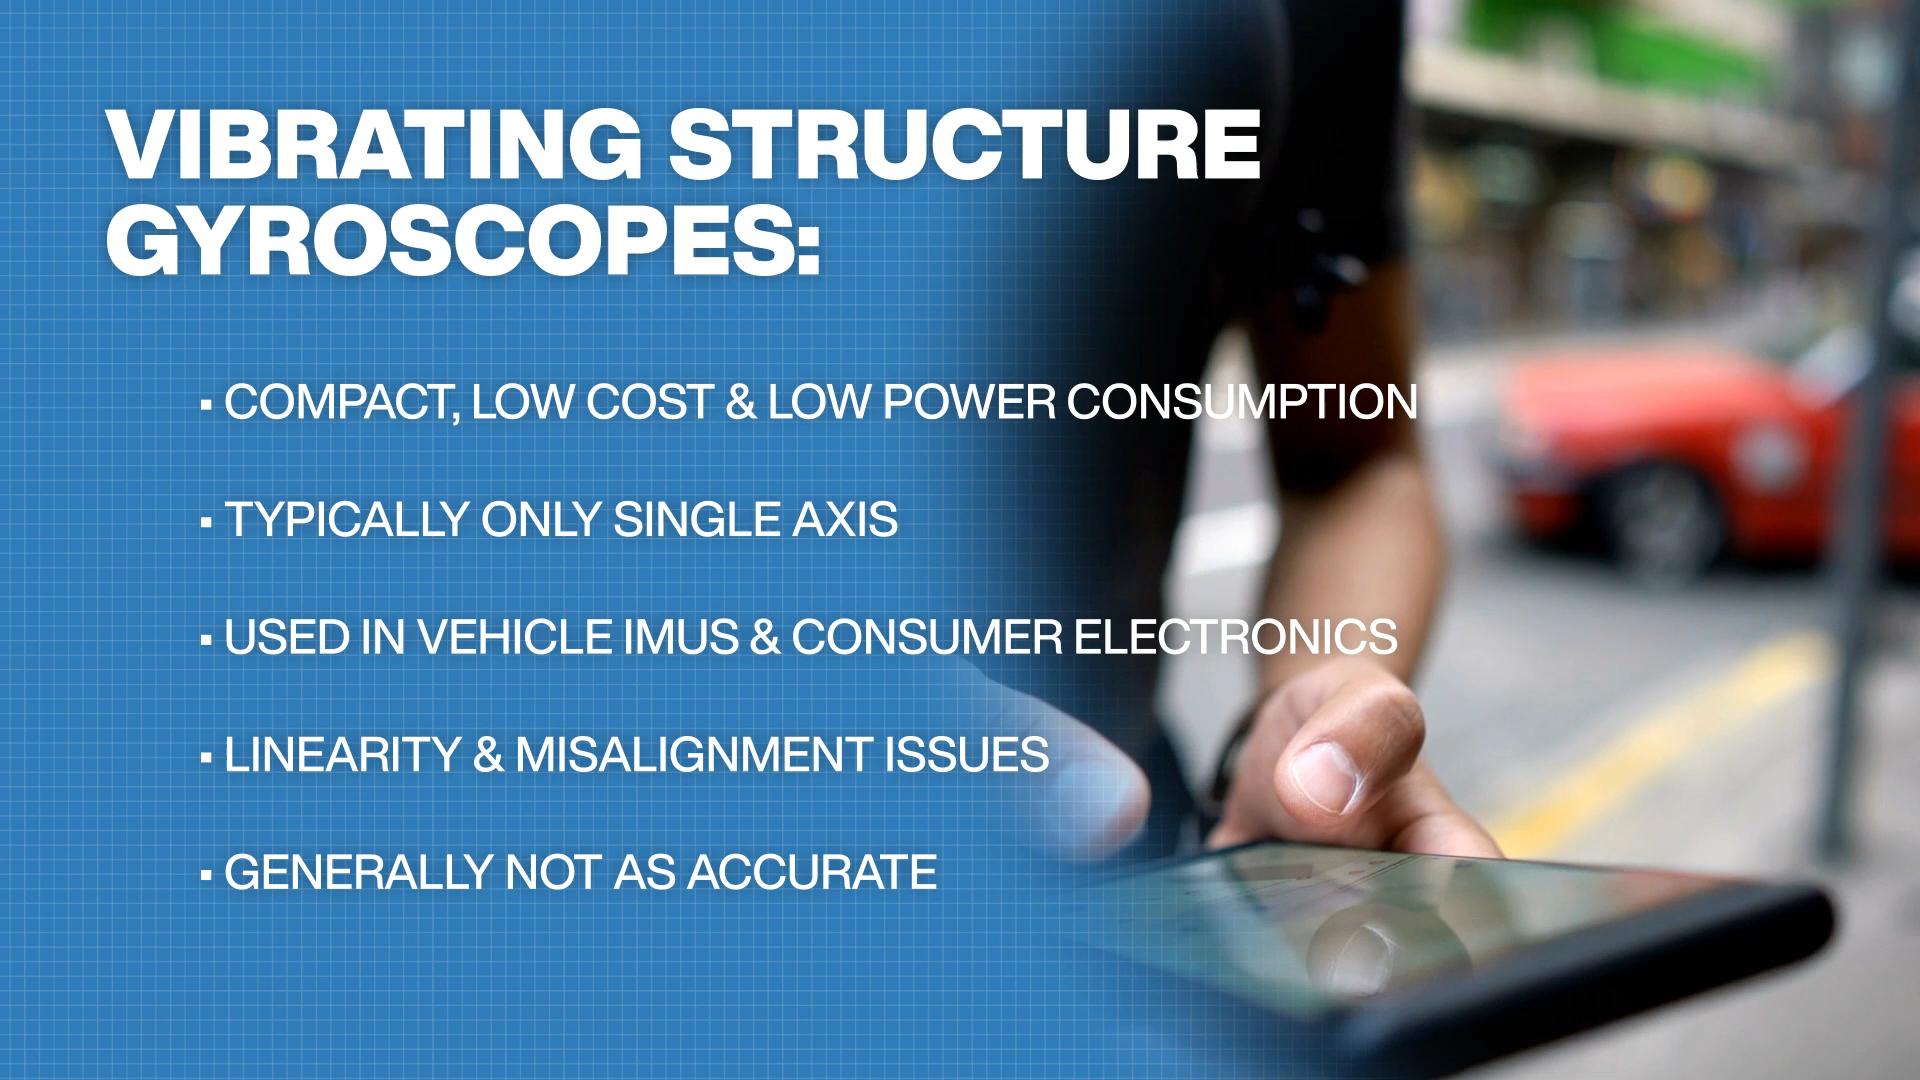 VIBRATING STRUCTURE
GYROSCOPES:
▪ COMPACT, LOW COST & LOW POWER CONSUMPTION
▪ TYPICALLY ONLY SINGLE AXIS
▪ USED IN VEHICLE IMUS & CONSUMER ELECTRONICS
▪ LINEARITY & MISALIGNMENT ISSUES
▪ GENERALLY NOT AS ACCURATE